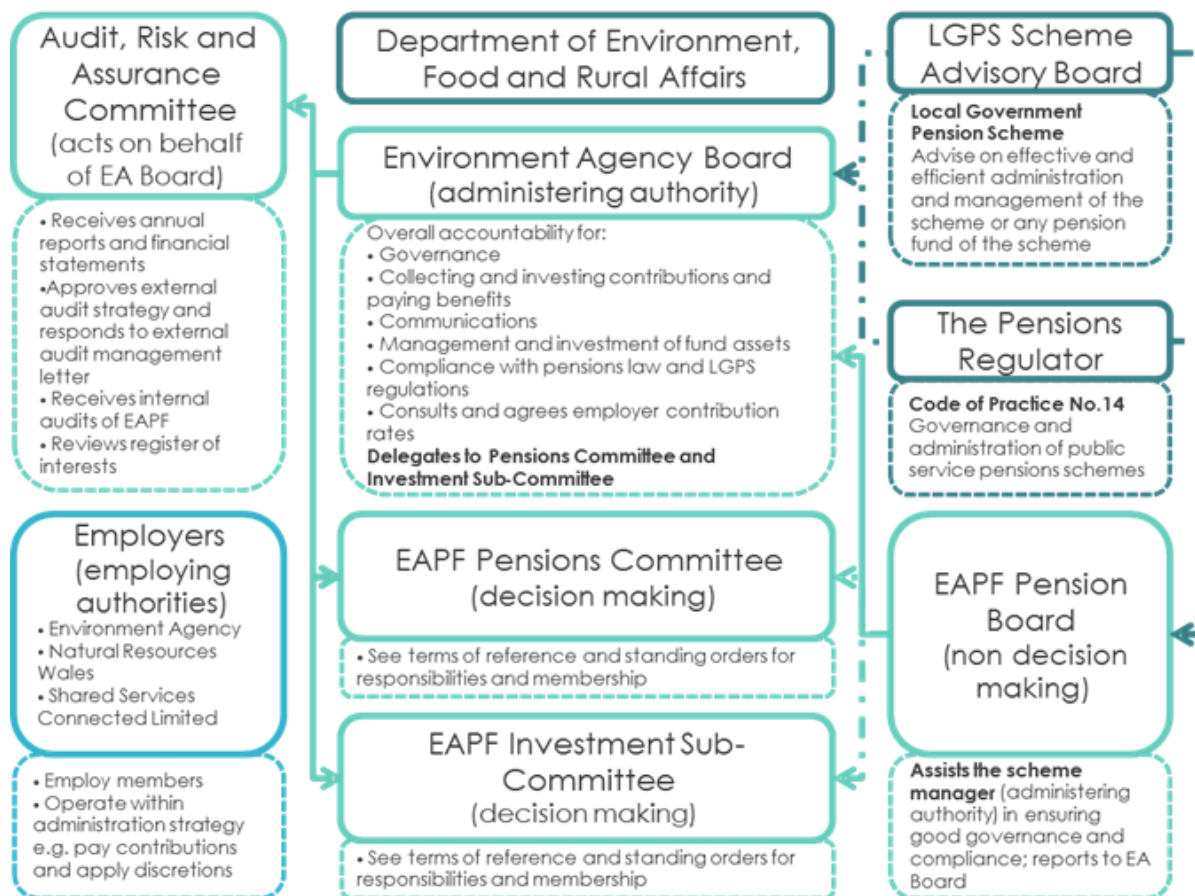 Audit, Risk and
Assurance
Committee
(acts on behalf
of EA Board)
• Receives annual
reports and financial
statements
•Approves external
audit strategy and
responds to external
audit management
letter
• Receives internal
audits of EAPF
• Reviews register of
interests
Employers
(employing
authorities)
• Environment Agency
• Natural Resources
Wales
• Shared Services
Connected Limited
• Employ members
• Operate within
administration strategy
e.g. pay contributions
and apply discretions
Department of Environment,
Food and Rural Affairs
Environment Agency Board
(administering authority)
Overall accountability for:
• Governance
• Collecting and investing contributions and
paying benefits
• Communications
• Management and investment of fund assets
• Compliance with pensions law and LGPS
regulations
• Consults and agrees employer contribution
rates
Delegates to Pensions Committee and
Investment Sub-Committee
EAPF Pensions Committee
(decision making)
• See terms of reference and standing orders for
responsibilities and membership
EAPF Investment Sub-
Committee
(decision making)
• See terms of reference and standing orders for
responsibilities and membership
LGPS Scheme
Advisory Board
Local Government
Pension Scheme
Advise on effective and
efficient administration
and management of the
scheme or any pension
fund of the scheme
The Pensions
Regulator
Code of Practice No.14
Governance and
administration of public
service pensions schemes
EAPF Pension
Board
(non decision
making)
Assists the scheme
manager (administering
authority) in ensuring
good governance and
compliance; reports to EA
Board